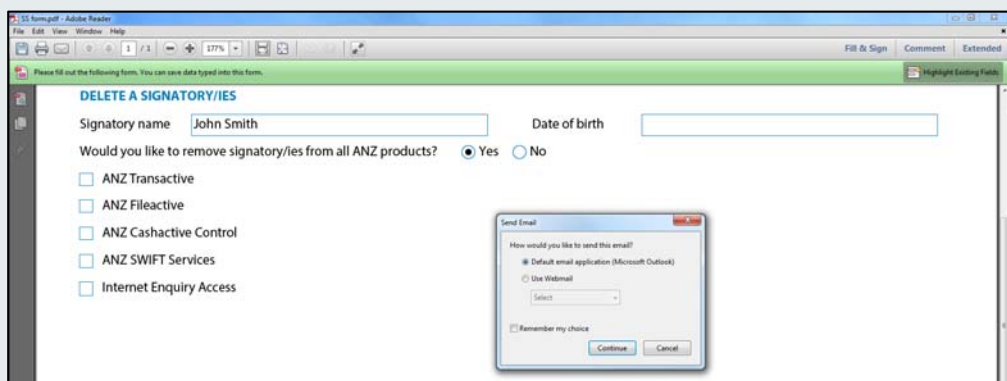 SS form.pdf - Adobe Reader
File Edit View Window Help
1 / 1 177% Fill & Sign Comment Extended
Please fill out the following form. You can save data typed into this form. Highlight Existing Fields
DELETE A SIGNATORY/IES
Signatory name John Smith Date of birth
Would you like to remove signatory/ies from all ANZ products? Yes No
ANZ Transactive
ANZ Fileactive
ANZ Cashactive Control
ANZ SWIFT Services
Internet Enquiry Access
Send Email
How would you like to send this email?
Default email application (Microsoft Outlook)
Use Webmail
Select
Remember my choice
Continue Cancel